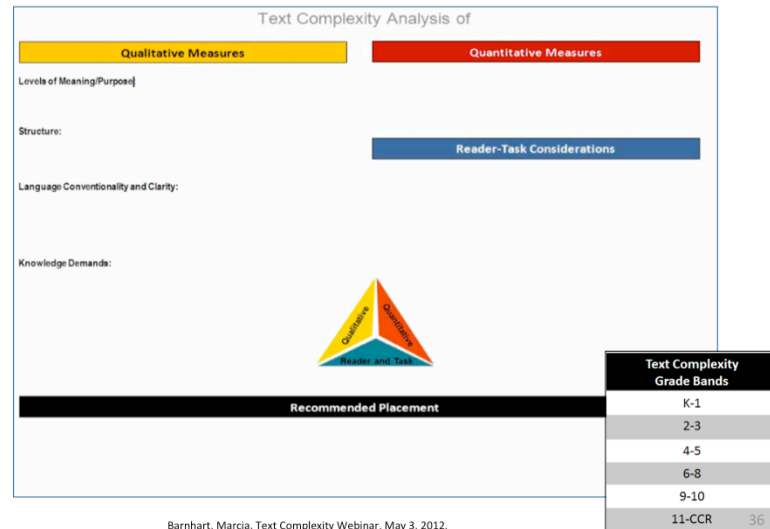 Text Complexity Analysis of
Qualitative Measures
Levels of Meaning/Purpose
Structure:
Language Conventionality and Clarity:
Knowledge Demands:
Quantitative Measures
Reader-Task Considerations
Qualitative
Quantitative
Reader and Task
Recommended Placement
Text Complexity
Grade Bands
K-1
2-3
4-5
6-8
9-10
11-CCR
36
Barnhart, Marcia. Text Complexity Webinar, May 3, 2012.